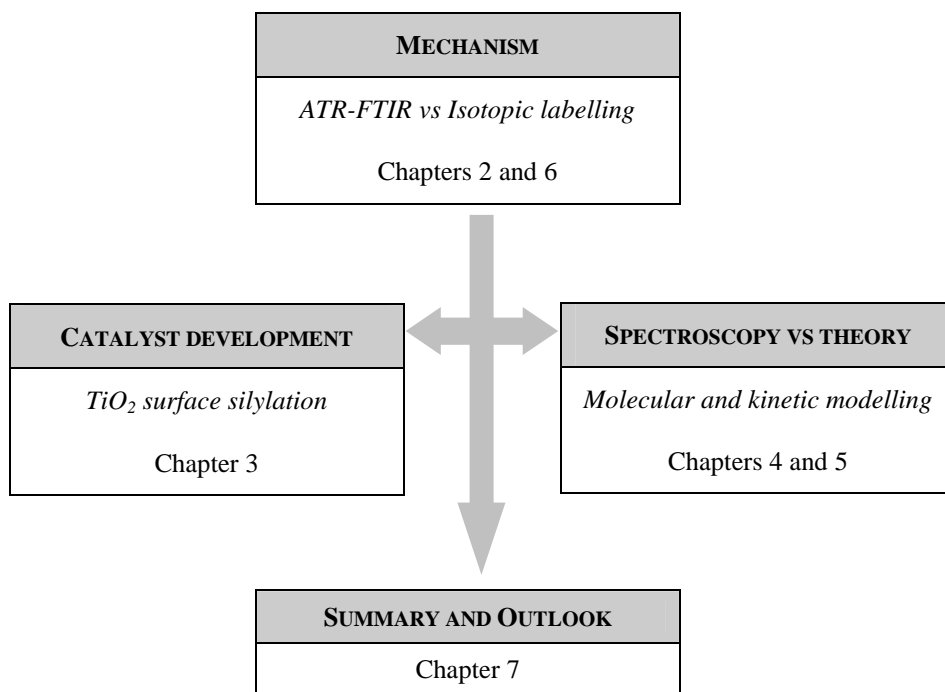 MECHANISM
ATR-FTIR vs Isotopic labelling
Chapters 2 and 6
CATALYST DEVELOPMENT
TiO2 surface silylation
Chapter 3
SPECTROSCOPY VS THEORY
Molecular and kinetic modelling
Chapters 4 and 5
SUMMARY AND OUTLOOK
Chapter 7